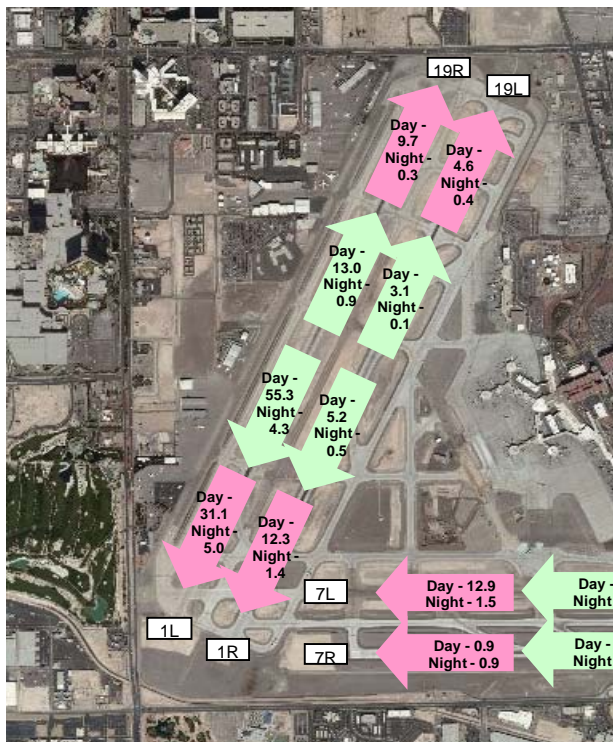 19R
19L
Day -
9.7
Night -
0.3
Day -
4.6
Night -
0.4
Day -
13.0
Night -
0.9
Day -
3.1
Night -
0.1
Day -
55.3
Night -
4.3
Day -
5.2
Night -
0.5
Day -
31.1
Night -
5.0
Day -
12.3
Night -
1.4
7L
Day - 12.9
Night - 1.5
Day -
Night
1L
1R
7R
Day - 0.9
Night - 0.9
Day -
Night